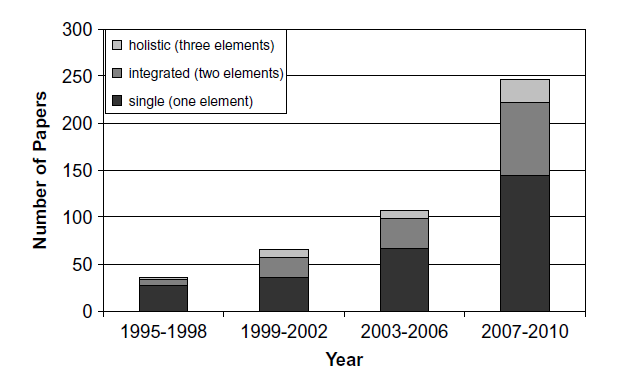 300
250
200
150
100
50
0
Number of Papers
holistic (three elements)
integrated (two elements)
single (one element)
1995-1998 1999-2002 2003-2006 2007-2010
Year